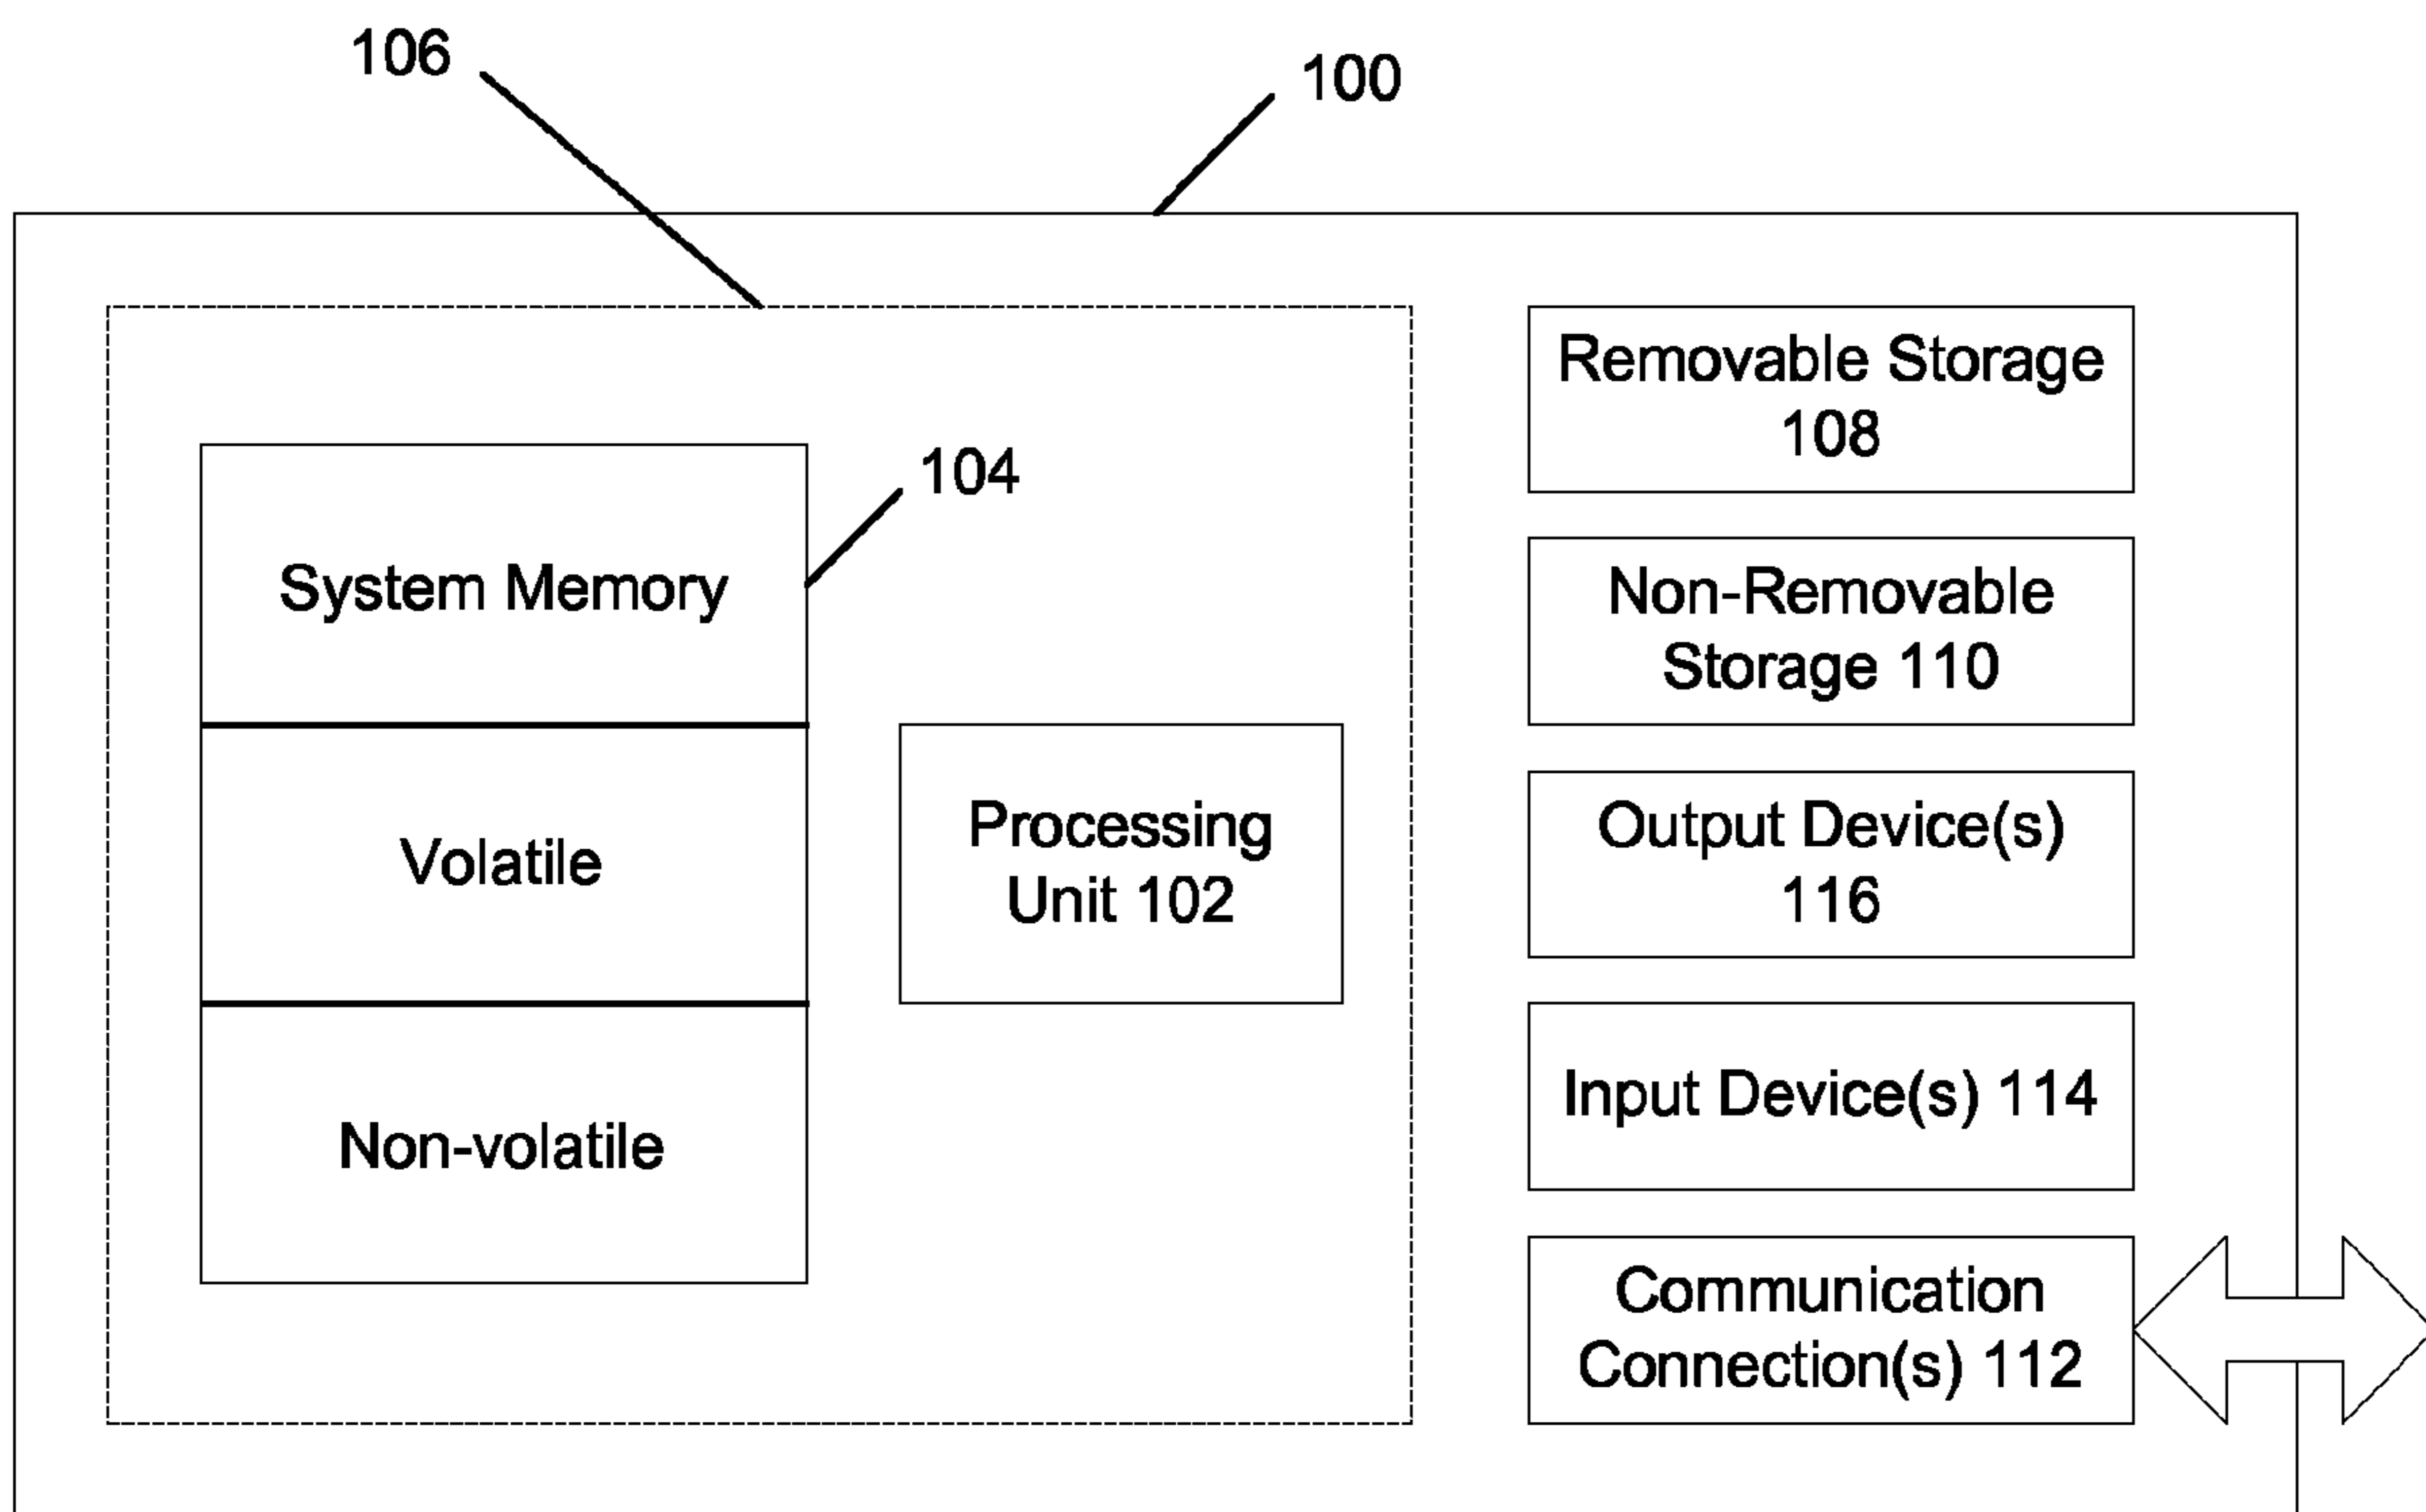 106
100
Removable Storage
108
104
System Memory
Non-Removable
Storage 110
Volatile
Processing
Unit 102
Output Device(s)
116
Non-volatile
Input Device(s) 114
Communication
Connection(s) 112